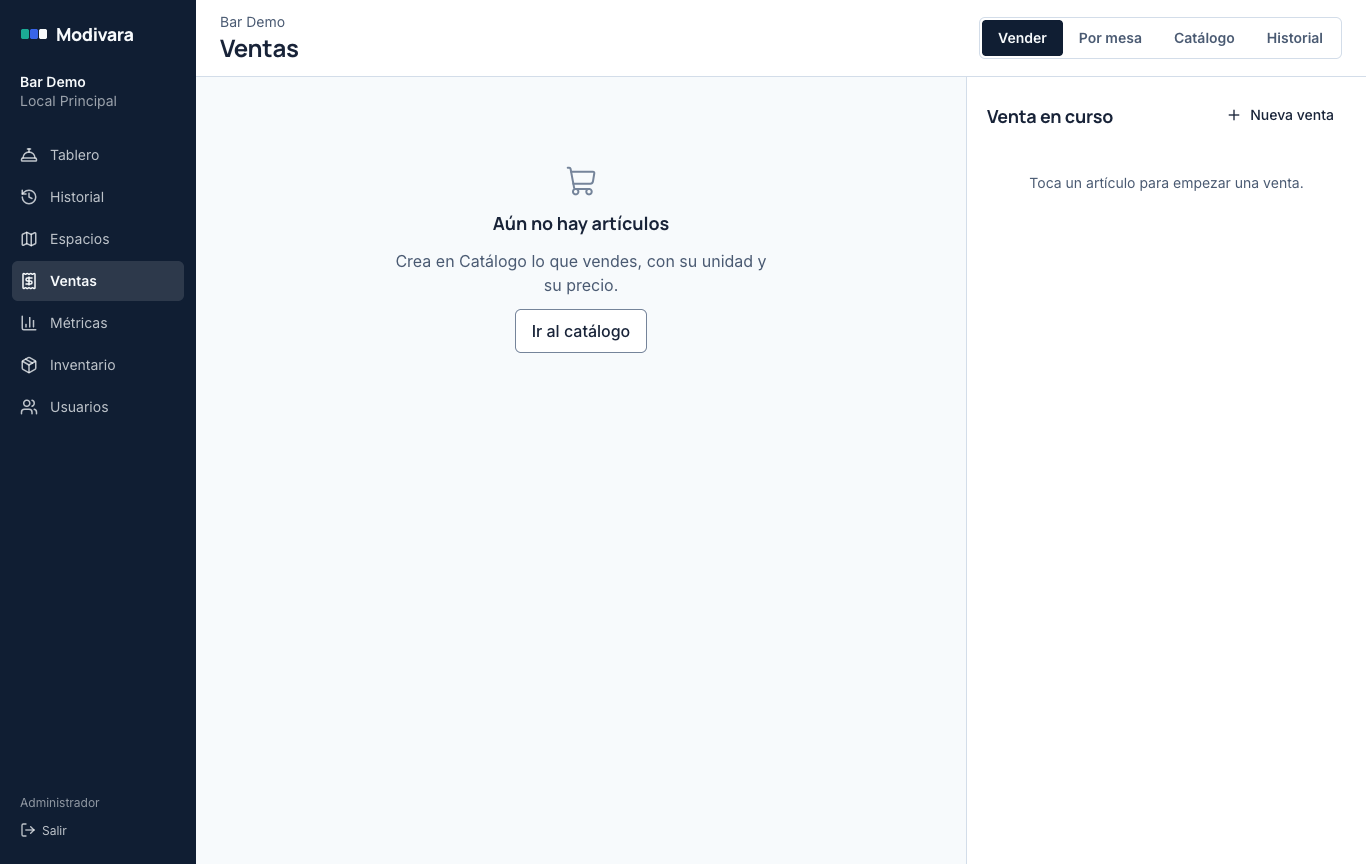 Modivara
Bar Demo
Local Principal
Tablero
Historial
Espacios
Ventas
Métricas
Inventario
Usuarios
Administrador
Salir
Bar Demo
Ventas
Vender
Por mesa
Catálogo
Historial
Aún no hay artículos
Crea en Catálogo lo que vendes, con su unidad y
su precio.
Ir al catálogo
Venta en curso
Nueva venta
Toca un artículo para empezar una venta.